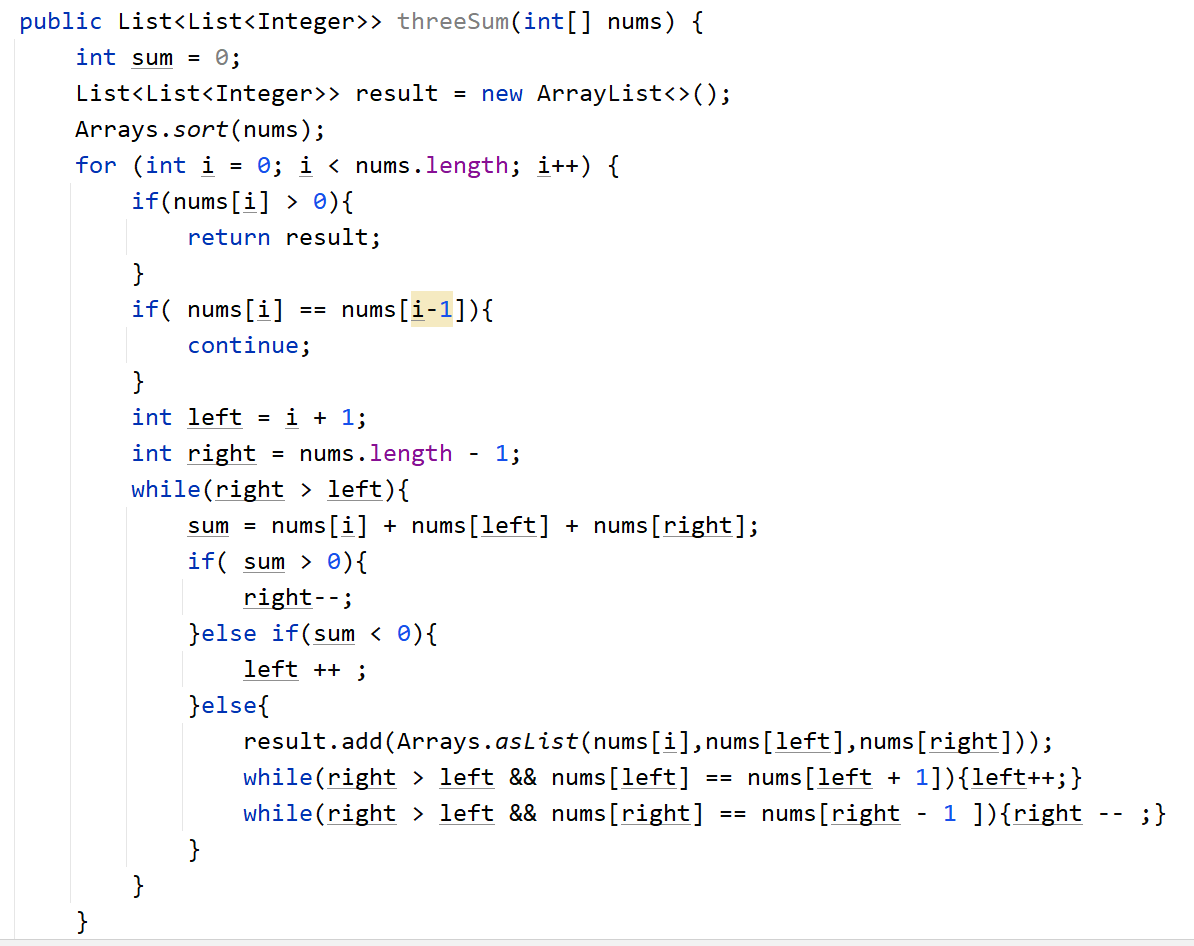 public List<List<Integer>> threeSum(int[] nums) {
    int sum = 0;
    List<List<Integer>> result = new ArrayList<>();
    Arrays.sort(nums);
    for (int i = 0; i < nums.length; i++) {
        if(nums[i] > 0){
            return result;
        }
        if( nums[i] == nums[i-1]){
            continue;
        }
        int left = i + 1;
        int right = nums.length - 1;
        while(right > left){
            sum = nums[i] + nums[left] + nums[right];
            if( sum > 0){
                right--;
            }else if(sum < 0){
                left ++ ;
            }else{
                result.add(Arrays.asList(nums[i],nums[left],nums[right]));
                while(right > left && nums[left] == nums[left + 1]){left++;}
                while(right > left && nums[right] == nums[right - 1 ]){right -- ;}
            }
        }
    }